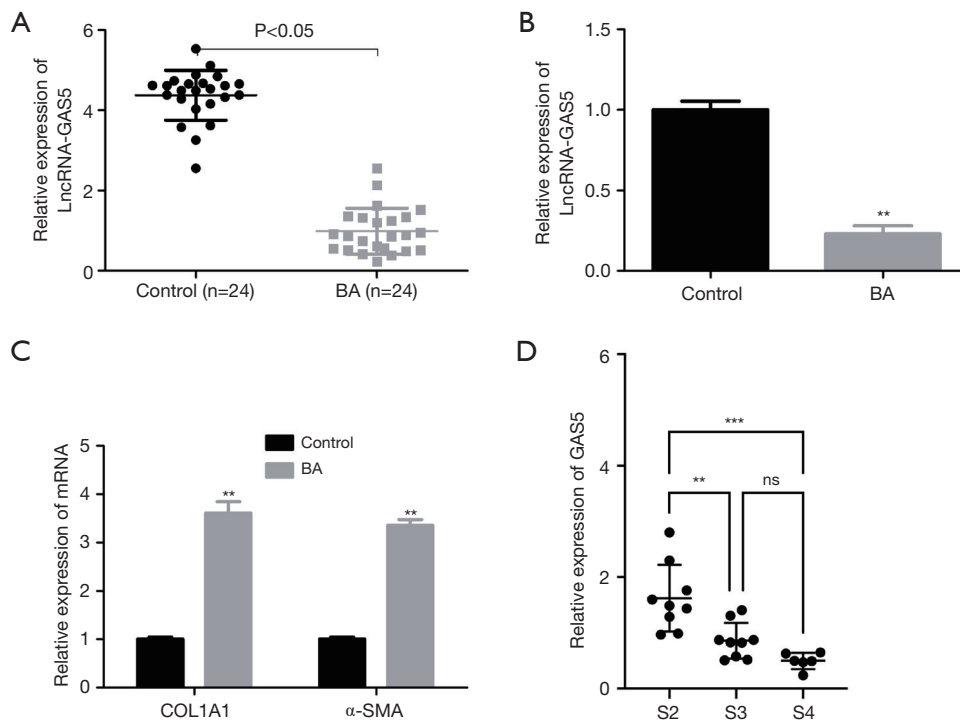 A
Relative expression of
LncRNA-GAS5
6
4
2
0
P<0.05
Control (n=24)
BA (n=24)
B
Relative expression of
LncRNA-GAS5
1.5
1.0
0.5
0.0
**
Control
BA
C
Relative expression of mRNA
5
4
3
2
1
0
Control
BA
**
**
COL1A1
α-SMA
D
Relative expression of GAS5
6
4
2
0
***
**
ns
S2
S3
S4